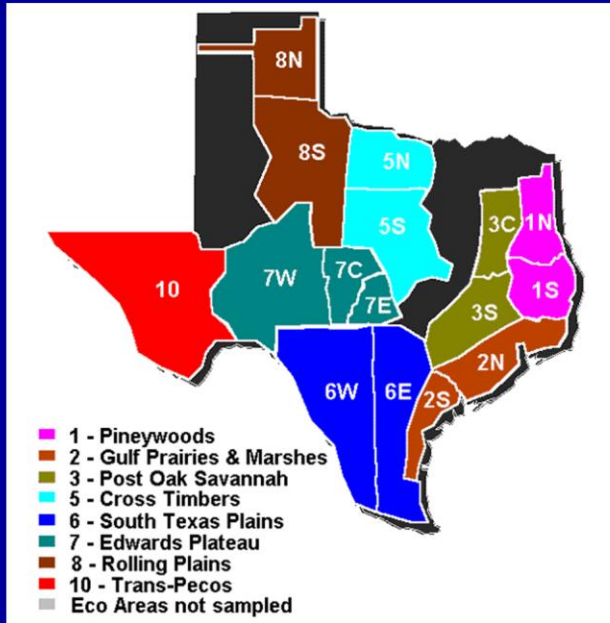 8N
8S
5N
5S
3C
1N
7W
7C
10
7E
1S
3S
2N
6W
6E
2S
1 - Pineywoods
2 - Gulf Prairies & Marshes
3 - Post Oak Savannah
5 - Cross Timbers
6 - South Texas Plains
7 - Edwards Plateau
8 - Rolling Plains
10 - Trans-Pecos
Eco Areas not sampled